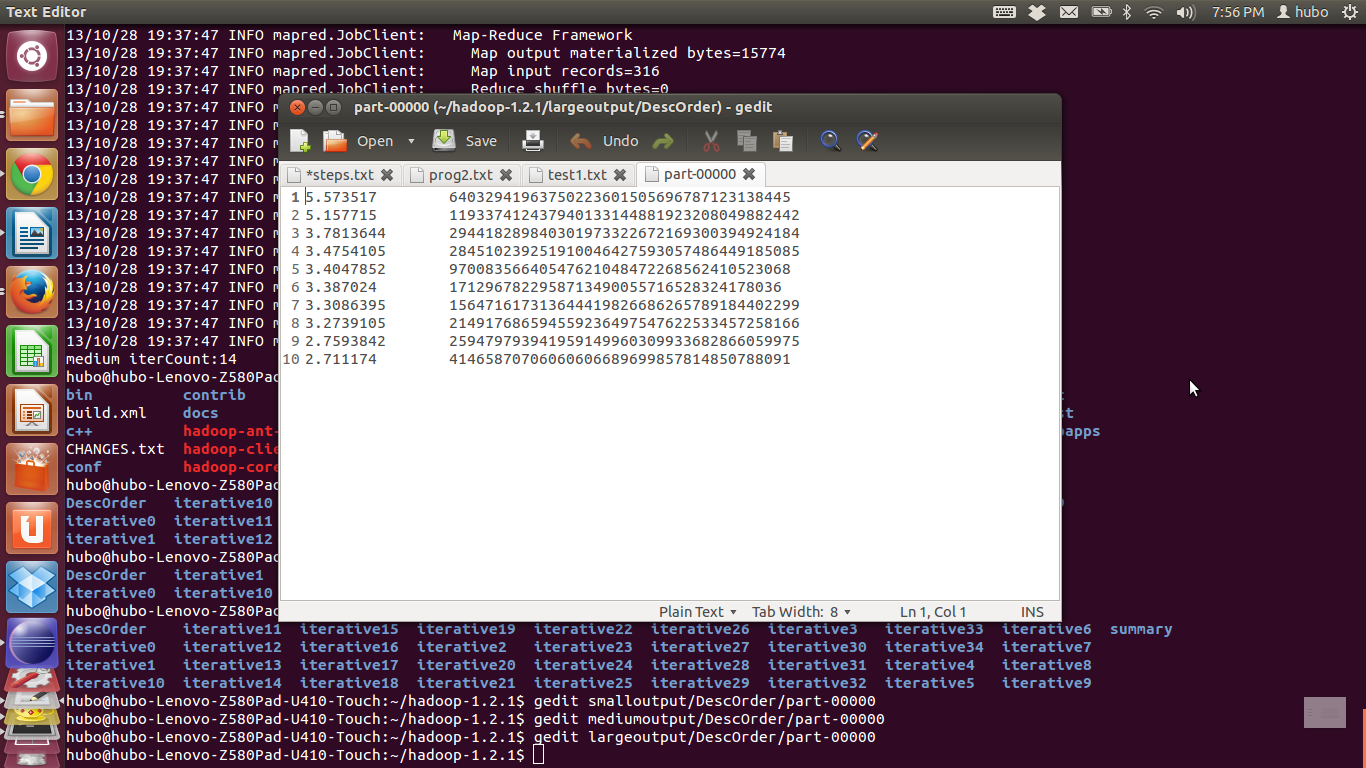 Text Editor
7:56 PM hubo
13/10/28 19:37:47 INFO mapred.JobClient:   Map-Reduce Framework
13/10/28 19:37:47 INFO mapred.JobClient:     Map output materialized bytes=15774
13/10/28 19:37:47 INFO mapred.JobClient:     Map input records=316
13/10/28 19:37:47 INFO mapred.JobClient:     Reduce shuffle bytes=0
13/10/28 19:37:47 INFO m
13/10/28 19:37:47 INFO m
13/10/28 19:37:47 INFO m
13/10/28 19:37:47 INFO m
13/10/28 19:37:47 INFO m
13/10/28 19:37:47 INFO m
13/10/28 19:37:47 INFO m
13/10/28 19:37:47 INFO m
13/10/28 19:37:47 INFO m
13/10/28 19:37:47 INFO m
13/10/28 19:37:47 INFO m
13/10/28 19:37:47 INFO m
13/10/28 19:37:47 INFO m
13/10/28 19:37:47 INFO m
medium iterCount:14
hubo@hubo-Lenovo-Z580Pad
bin contrib
build.xml docs
c++ hadoop-ant- apps
CHANGES.txt hadoop-clie
conf hadoop-core
hubo@hubo-Lenovo-Z580Pad
DescOrder iterative10
iterative0 iterative11
iterative1 iterative12
hubo@hubo-Lenovo-Z580Pad
DescOrder iterative1
iterative0 iterative10
hubo@hubo-Lenovo-Z580Pad
part-00000 (~/hadoop-1.2.1/largeoutput/DescOrder) - gedit
Open Save Undo
*steps.txt prog2.txt test1.txt part-00000
1 5.573517 64032941963750223601505696787123138445
2 5.157715 119337412437940133144881923208049882442
3 3.7813644 294418289840301973322672169300394924184
4 3.4754105 284510239251910046427593057486449185085
5 3.4047852 97008356640547621048472268562410523068
6 3.387024 17129678229587134900557165283​24178036
7 3.3086395 156471617313644419826686265789184402299
8 3.2739105 214917686594559236497547622533457258166
9 2.7593842 259479793941959149960309933682866059975
10 2.711174 41465870706060606689699857814850788091
Plain Text Tab Width: 8 Ln 1, Col 1 INS
DescOrder iterative11 iterative15 iterative19 iterative22 iterative26 iterative3 iterative33 iterative6 summary
iterative0 iterative12 iterative16 iterative2 iterative23 iterative27 iterative30 iterative34 iterative7
iterative1 iterative13 iterative17 iterative20 iterative24 iterative28 iterative31 iterative4 iterative8
iterative10 iterative14 iterative18 iterative21 iterative25 iterative29 iterative32 iterative5 iterative9
hubo@hubo-Lenovo-Z580Pad-U410-Touch:~/hadoop-1.2.1$ gedit smalloutput/DescOrder/part-00000
hubo@hubo-Lenovo-Z580Pad-U410-Touch:~/hadoop-1.2.1$ gedit mediumoutput/DescOrder/part-00000
hubo@hubo-Lenovo-Z580Pad-U410-Touch:~/hadoop-1.2.1$ gedit largeoutput/DescOrder/part-00000
hubo@hubo-Lenovo-Z580Pad-U410-Touch:~/hadoop-1.2.1$